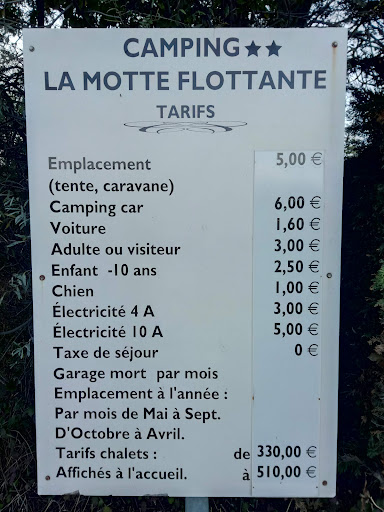 CAMPING★★
LA MOTTE FLOTTANTE
TARIFS
Emplacement 5,00 €
(tente, caravane)
Camping car 6,00 €
Voiture 1,60 €
Adulte ou visiteur 3,00 €
Enfant -10 ans 2,50 €
Chien 1,00 €
Électricité 4 A 3,00 €
Électricité 10 A 5,00 €
Taxe de séjour 0 €
Garage mort par mois
Emplacement à l'année :
Par mois de Mai à Sept.
D'Octobre à Avril.
Tarifs chalets : de 330,00 €
Affichés à l'accueil. à 510,00 €